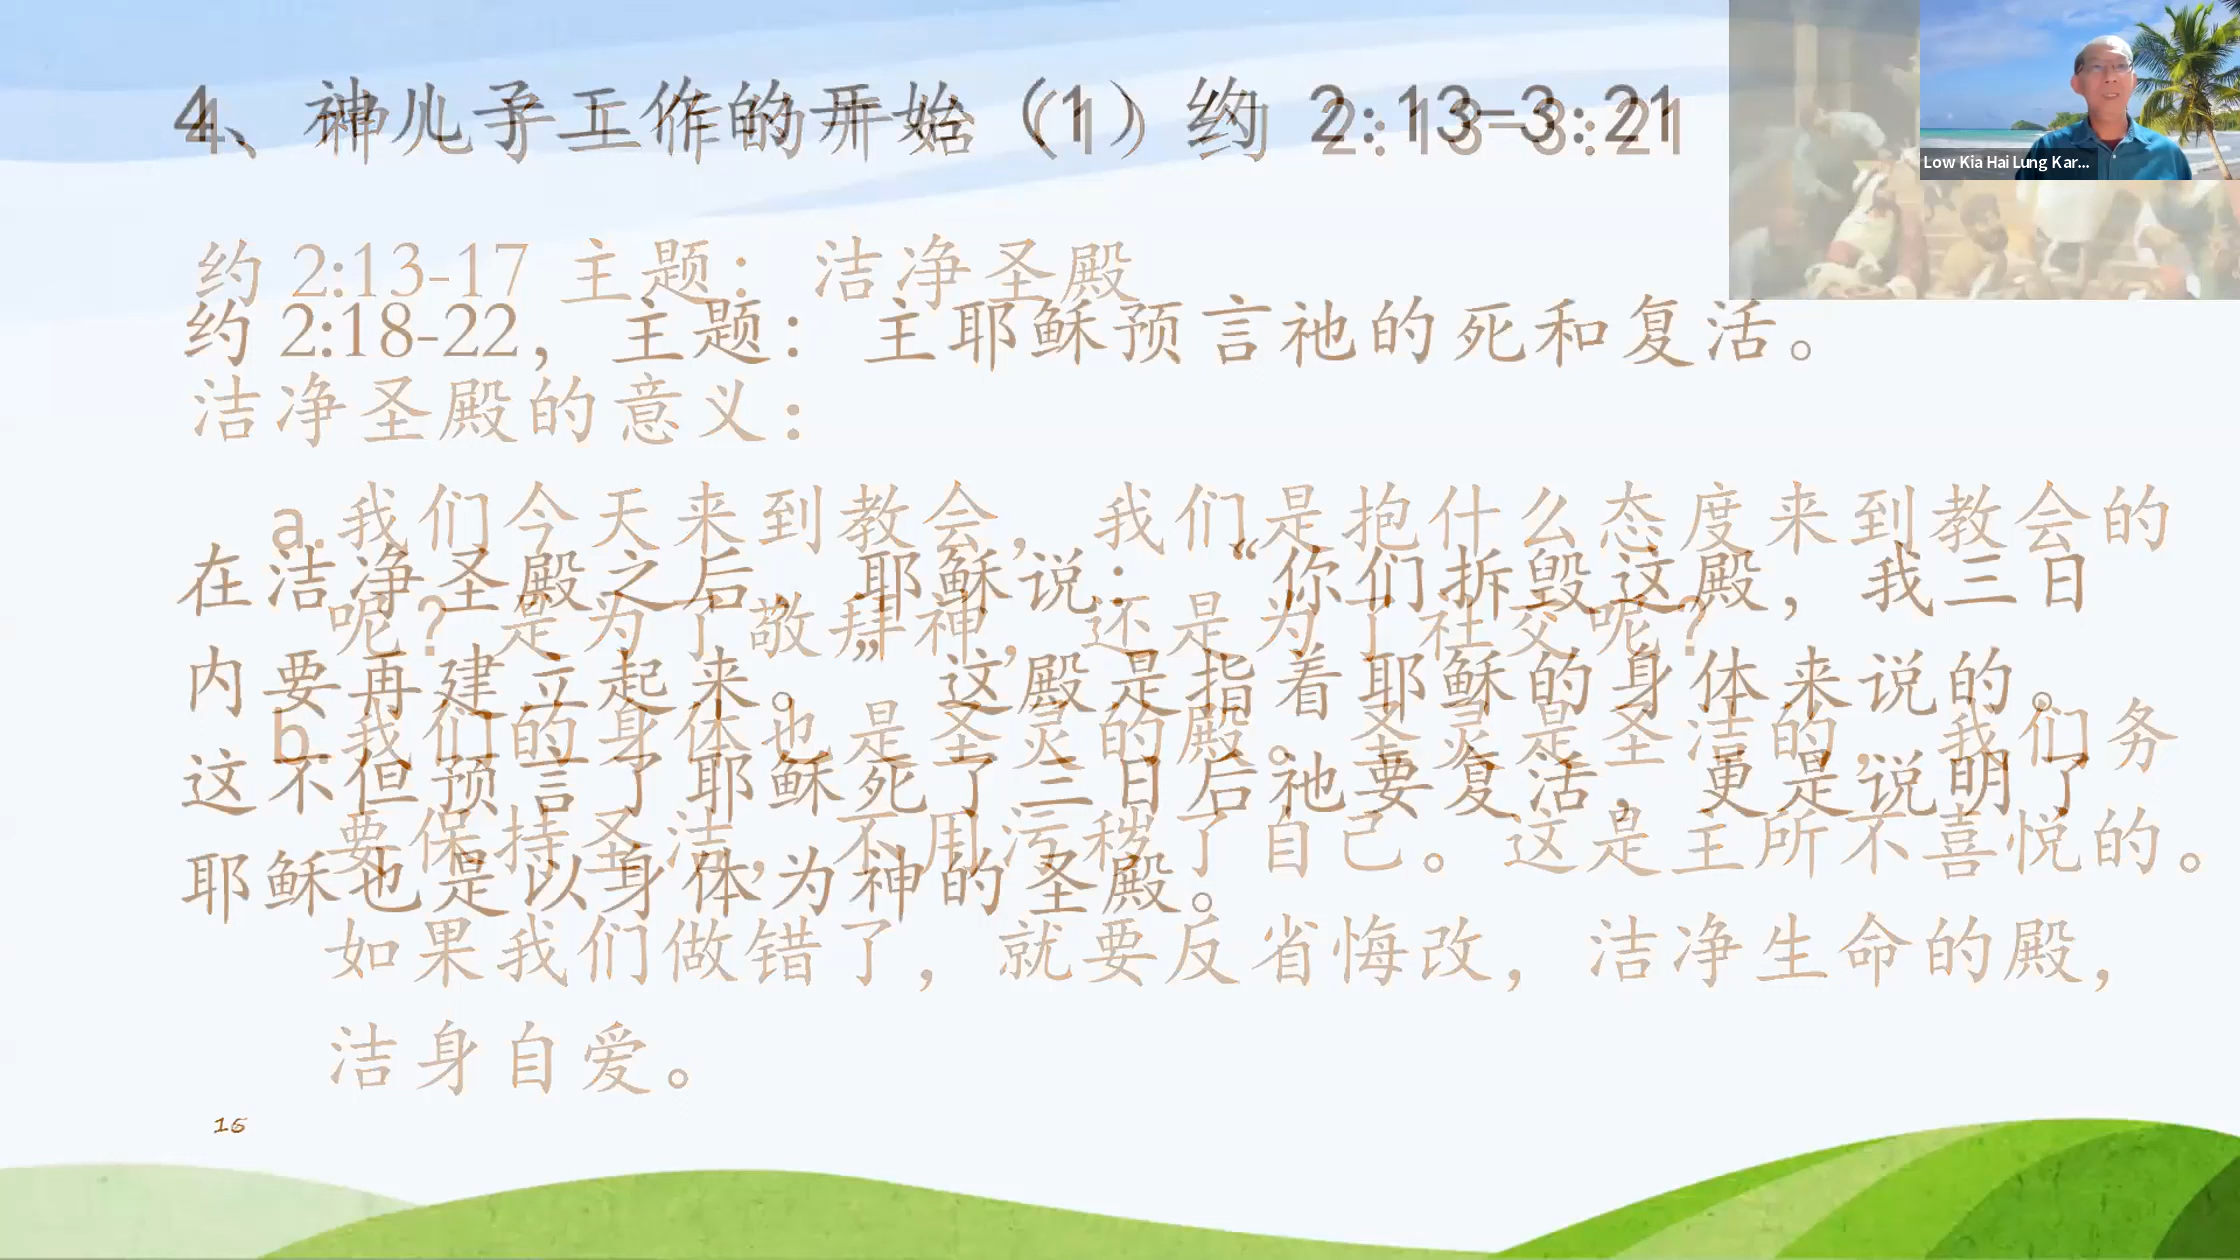 4、神儿子工作的开始（1）约 2:13-3:21
Low Kia Hai Lung Kar...
约 2:13-17 主题：洁净圣殿
约 2:18-22，主题：主耶稣预言祂的死和复活。
洁净圣殿的意义：
a.我们今天来到教会，我们是抱什么态度来到教会的
在洁净圣殿之后，耶稣说：“你们拆毁这殿，我三日
呢？是为了敬拜神，还是为了社交呢？
内要再建立起来。”这殿是指着耶稣的身体来说的。
b.我们的身体也是圣灵的殿。圣灵是圣洁的，我们务
这不但预言了耶稣死了三日后祂要复活，更是说明了
要保持圣洁，不用污秽了自己。这是主所不喜悦的。
耶稣也是以身体为神的圣殿。
如果我们做错了，就要反省悔改，洁净生命的殿，
洁身自爱。